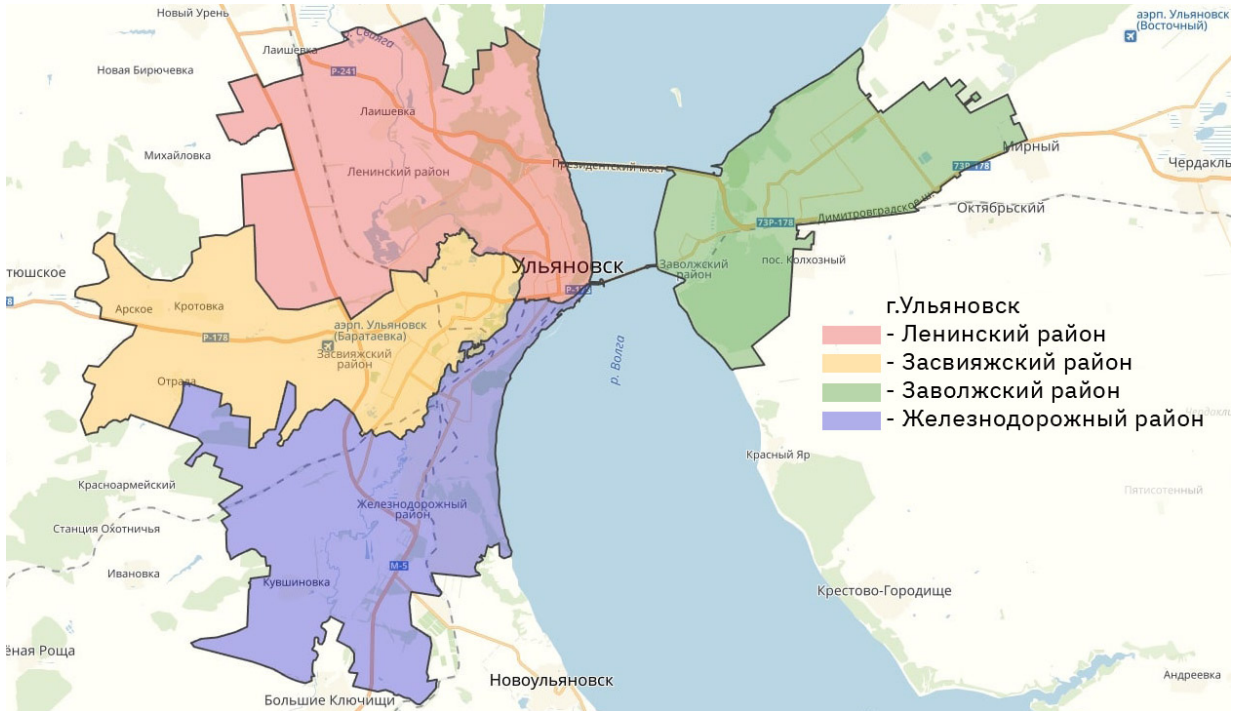 Новый Урень
аэрп. Ульяновск
(Восточный)
р. Свияга
Лаишевка
Новая Бирючевка
Р-241
Лаишевка
Михайловка
Мирный
Президентский мост
73Р-178
Чердаклы
Ленинский район
Димитровградское ш.
Октябрьский
73Р-178
Ульяновск
Заволжский
район
пос. Колхозный
тюшское
Р-178
Арское
Кротовка
г.Ульяновск
- Ленинский район
- Засвияжский район
- Заволжский район
- Железнодорожный район
аэрп. Ульяновск
(Баратаевка)
Р-178
Засвияжский
район
р. Волга
Отрада
Красный Яр
Красноармейский
Пятисотенный
Железнодорожный
район
Станция Охотничья
М-5
Ивановка
Кувшиновка
Крестово-Городище
ёная Роща
Новоульяновск
Андреевка
Большие Ключищи